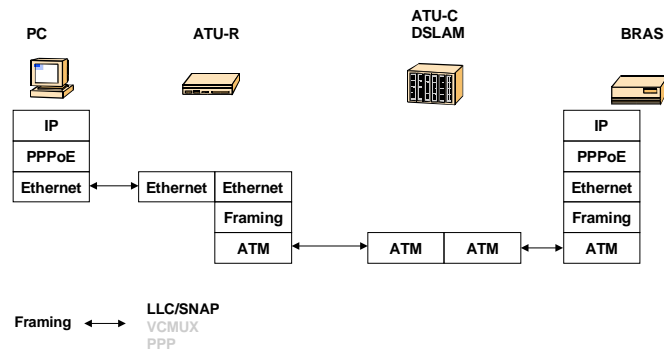 PC
ATU-R
ATU-C
DSLAM
BRAS
IP
PPPoE
Ethernet
Ethernet
Ethernet
Framing
ATM
ATM
ATM
IP
PPPoE
Ethernet
Framing
ATM
Framing
LLC/SNAP
VCMUX
PPP